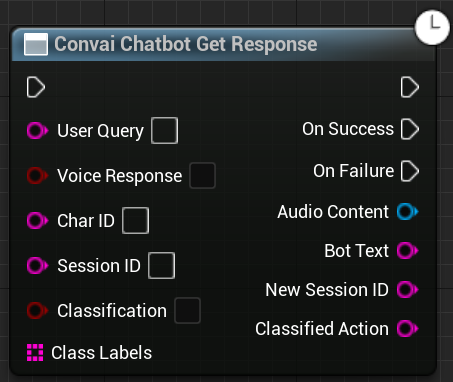 Convai Chatbot Get Response
User Query
On Success
Voice Response
On Failure
Char ID
Audio Content
Session ID
Bot Text
Classification
New Session ID
Class Labels
Classified Action